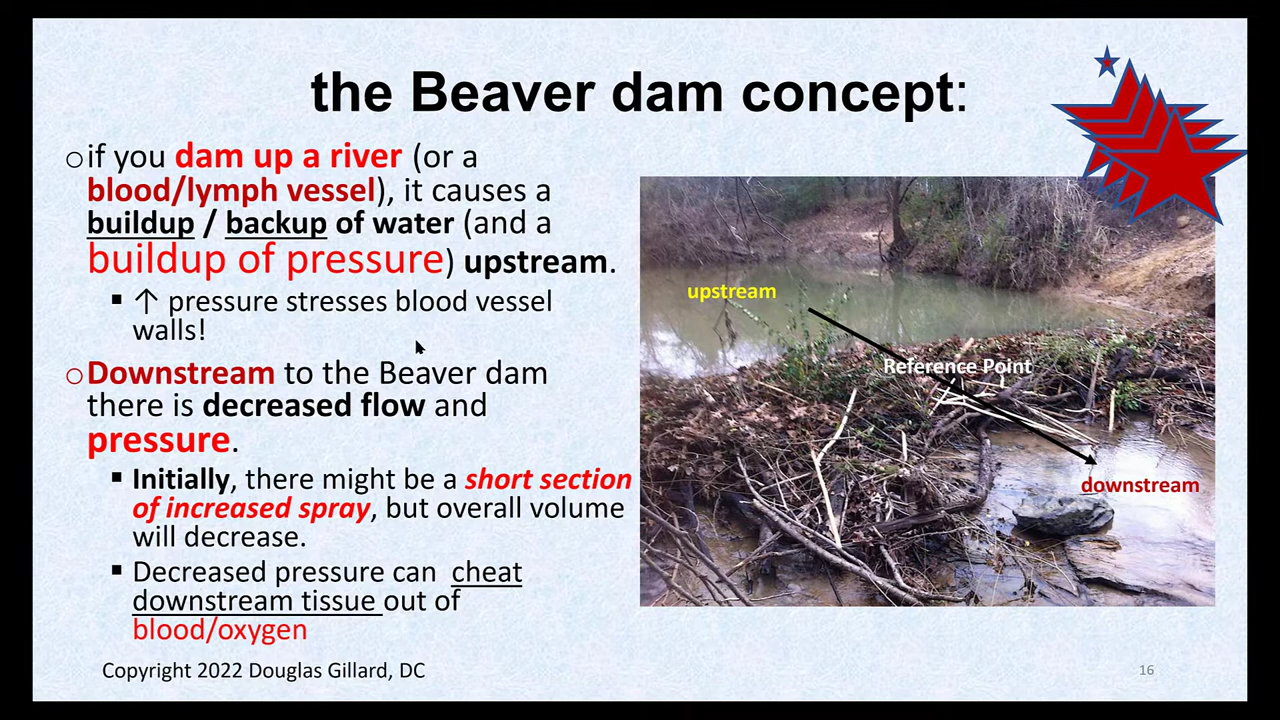 the Beaver dam concept:
○if you dam up a river (or a
blood/lymph vessel), it causes a
buildup / backup of water (and a
buildup of pressure) upstream.
▪ ↑ pressure stresses blood vessel
walls!
○Downstream to the Beaver dam
there is decreased flow and
pressure.
▪ Initially, there might be a short section
of increased spray, but overall volume
will decrease.
▪ Decreased pressure can cheat
downstream tissue out of
blood/oxygen
upstream
Reference Point
downstream
Copyright 2022 Douglas Gillard, DC
16